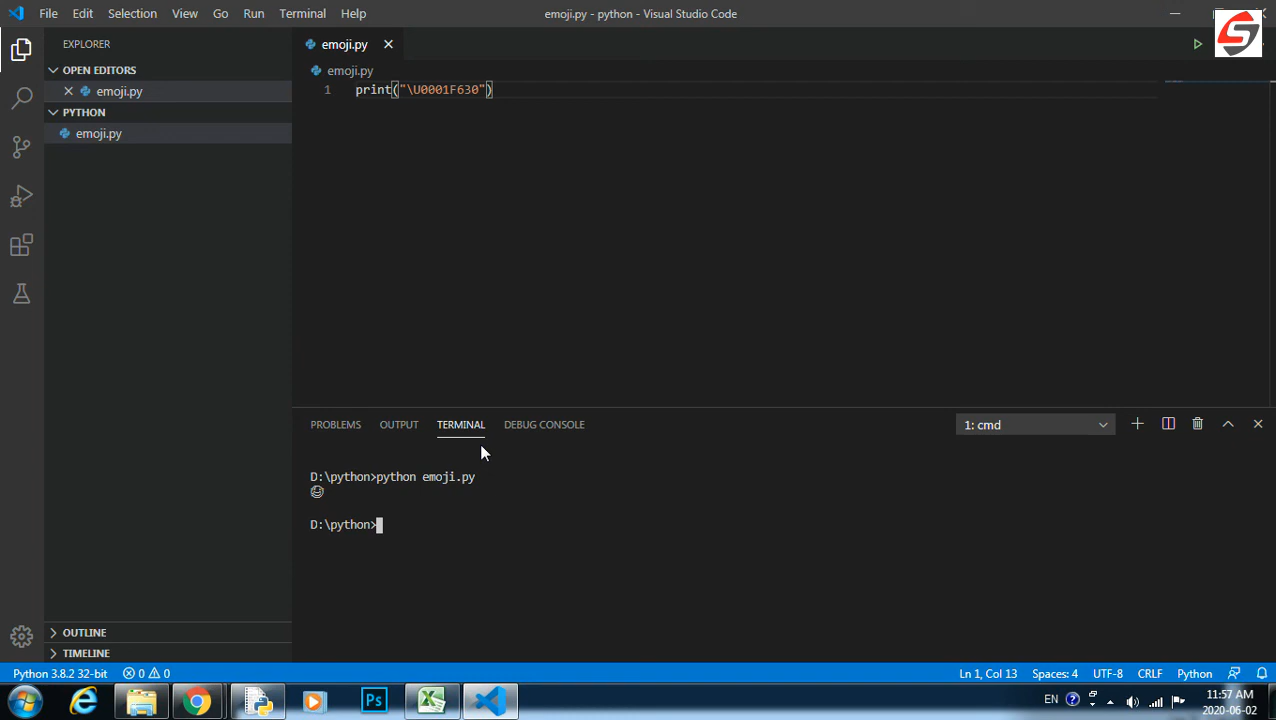 File Edit Selection View Go Run Terminal Help
emoji.py - python - Visual Studio Code
EXPLORER
OPEN EDITORS
emoji.py
PYTHON
emoji.py
OUTLINE
TIMELINE
emoji.py
emoji.py
1 print("\U0001F630")
PROBLEMS OUTPUT TERMINAL DEBUG CONSOLE
1: cmd
D:\python>python emoji.py
D:\python>
Python 3.8.2 32-bit 0 0 Ln 1, Col 13 Spaces: 4 UTF-8 CRLF Python
Ps EN 11:57 AM
2020-06-02